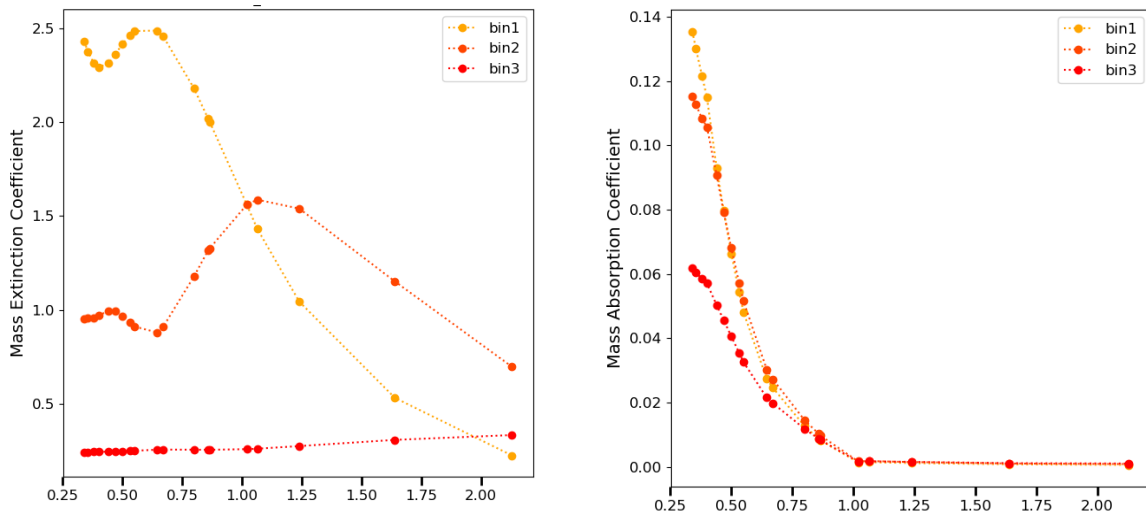 Mass Extinction Coefficient
2.5
2.0
1.5
1.0
0.5
0.25 0.50 0.75 1.00 1.25 1.50 1.75 2.00
bin1
bin2
bin3
Mass Absorption Coefficient
0.14
0.12
0.10
0.08
0.06
0.04
0.02
0.00
0.25 0.50 0.75 1.00 1.25 1.50 1.75 2.00
bin1
bin2
bin3